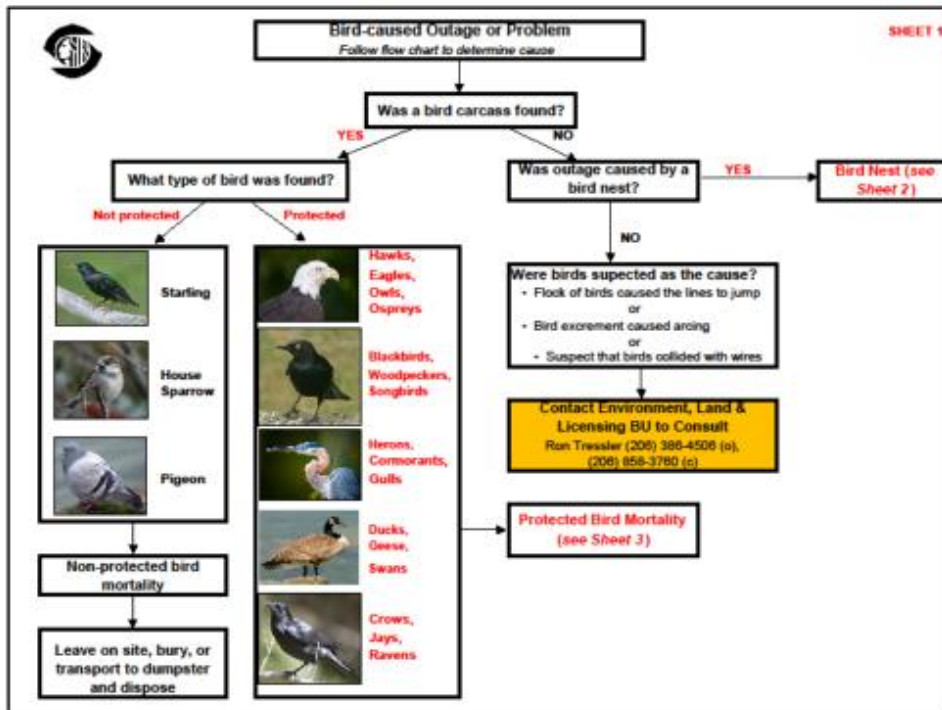 Bird-caused Outage or Problem
Follow flow chart to determine cause
SHEET 1
Was a bird carcass found?
YES
NO
What type of bird was found?
Was outage caused by a
bird nest?
YES
Bird Nest (see
Sheet 2)
Not protected
Protected
NO
Starling
House
Sparrow
Pigeon
Hawks,
Eagles,
Owls,
Ospreys
Blackbirds,
Woodpeckers,
Songbirds
Herons,
Cormorants,
Gulls
Ducks,
Geese,
Swans
Crows,
Jays,
Ravens
Were birds supected as the cause?
• Flock of birds caused the lines to jump
or
• Bird excrement caused arcing
or
• Suspect that birds collided with wires
Contact Environment, Land &
Licensing BU to Consult
Ron Tressler (206) 386-4506 (o),
(206) 858-3760 (c)
Protected Bird Mortality
(see Sheet 3)
Non-protected bird
mortality
Leave on site, bury, or
transport to dumpster
and dispose